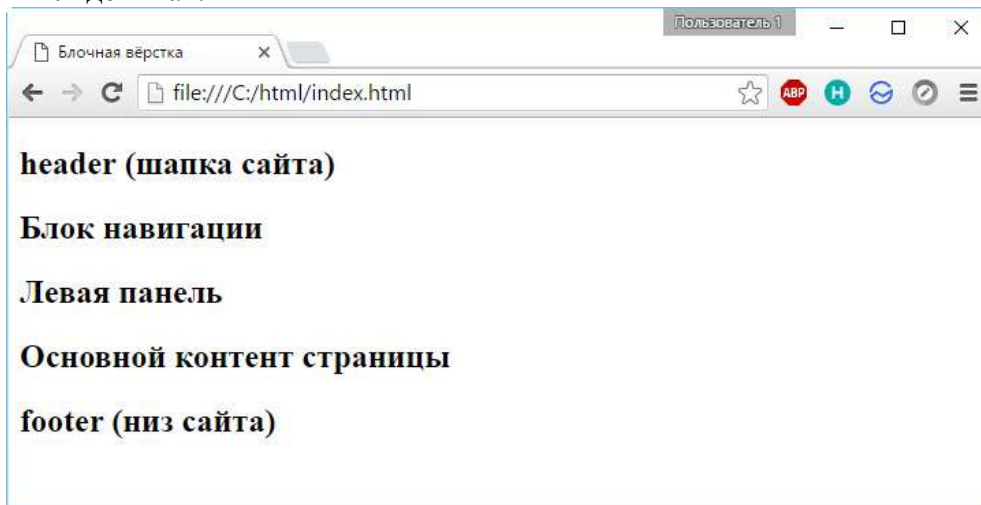 Пользователь 1
Блочная вёрстка
file:///C:/html/index.html
ABP
H
header (шапка сайта)
Блок навигации
Левая панель
Основной контент страницы
footer (низ сайта)